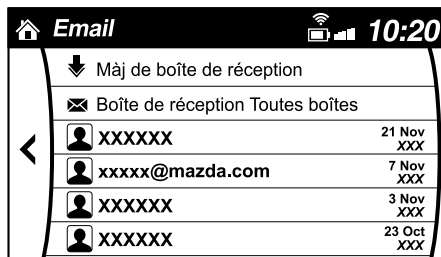 Email 10:20
Màj de boîte de réception
Boîte de réception Toutes boîtes
XXXXXX 21 Nov
XXX
xxxxx@mazda.com 7 Nov
XXX
XXXXXX 3 Nov
XXX
XXXXXX 23 Oct
XXX